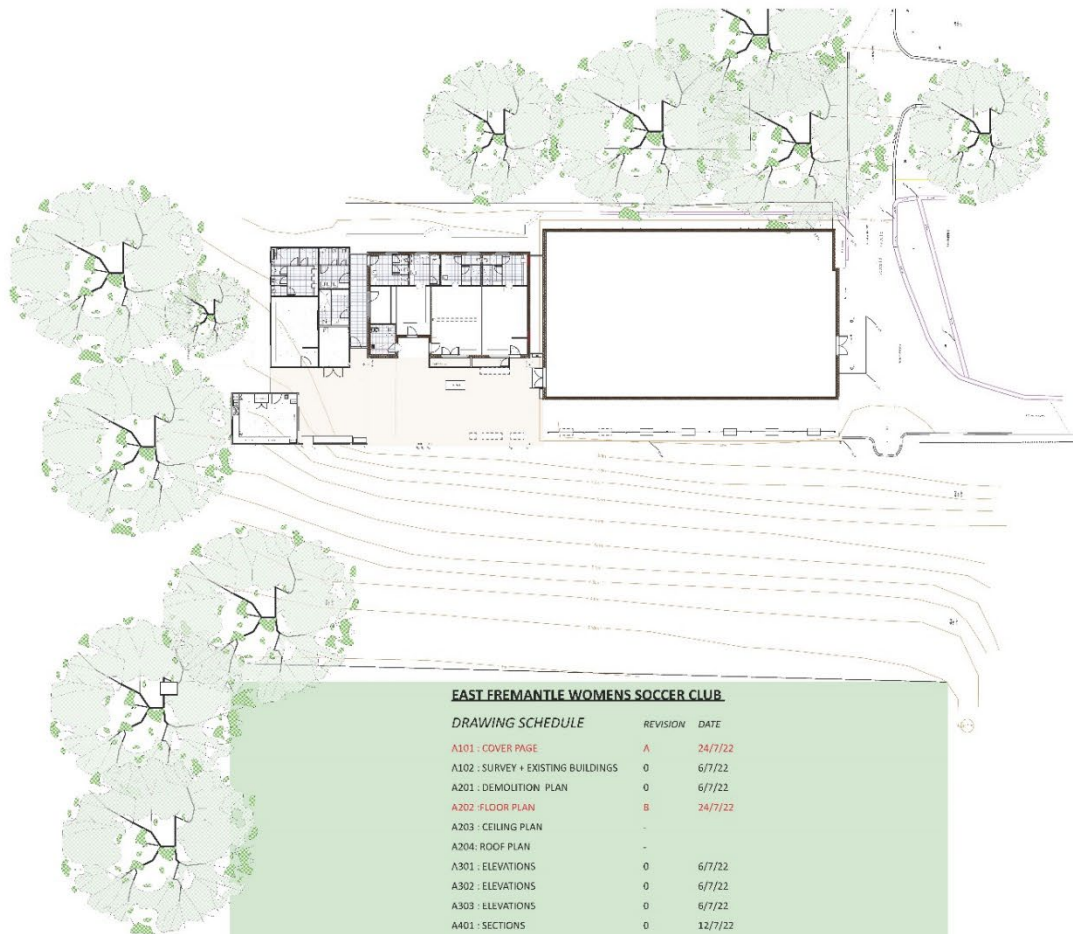 EAST FREMANTLE WOMENS SOCCER CLUB
DRAWING SCHEDULE REVISION DATE
A101 : COVER PAGE A 24/7/22
A102 : SURVEY + EXISTING BUILDINGS 0 6/7/22
A201 : DEMOLITION PLAN 0 6/7/22
A202 :FLOOR PLAN B 24/7/22
A203 : CEILING PLAN -
A204: ROOF PLAN -
A301 : ELEVATIONS 0 6/7/22
A302 : ELEVATIONS 0 6/7/22
A303 : ELEVATIONS 0 6/7/22
A401 : SECTIONS 0 12/7/22